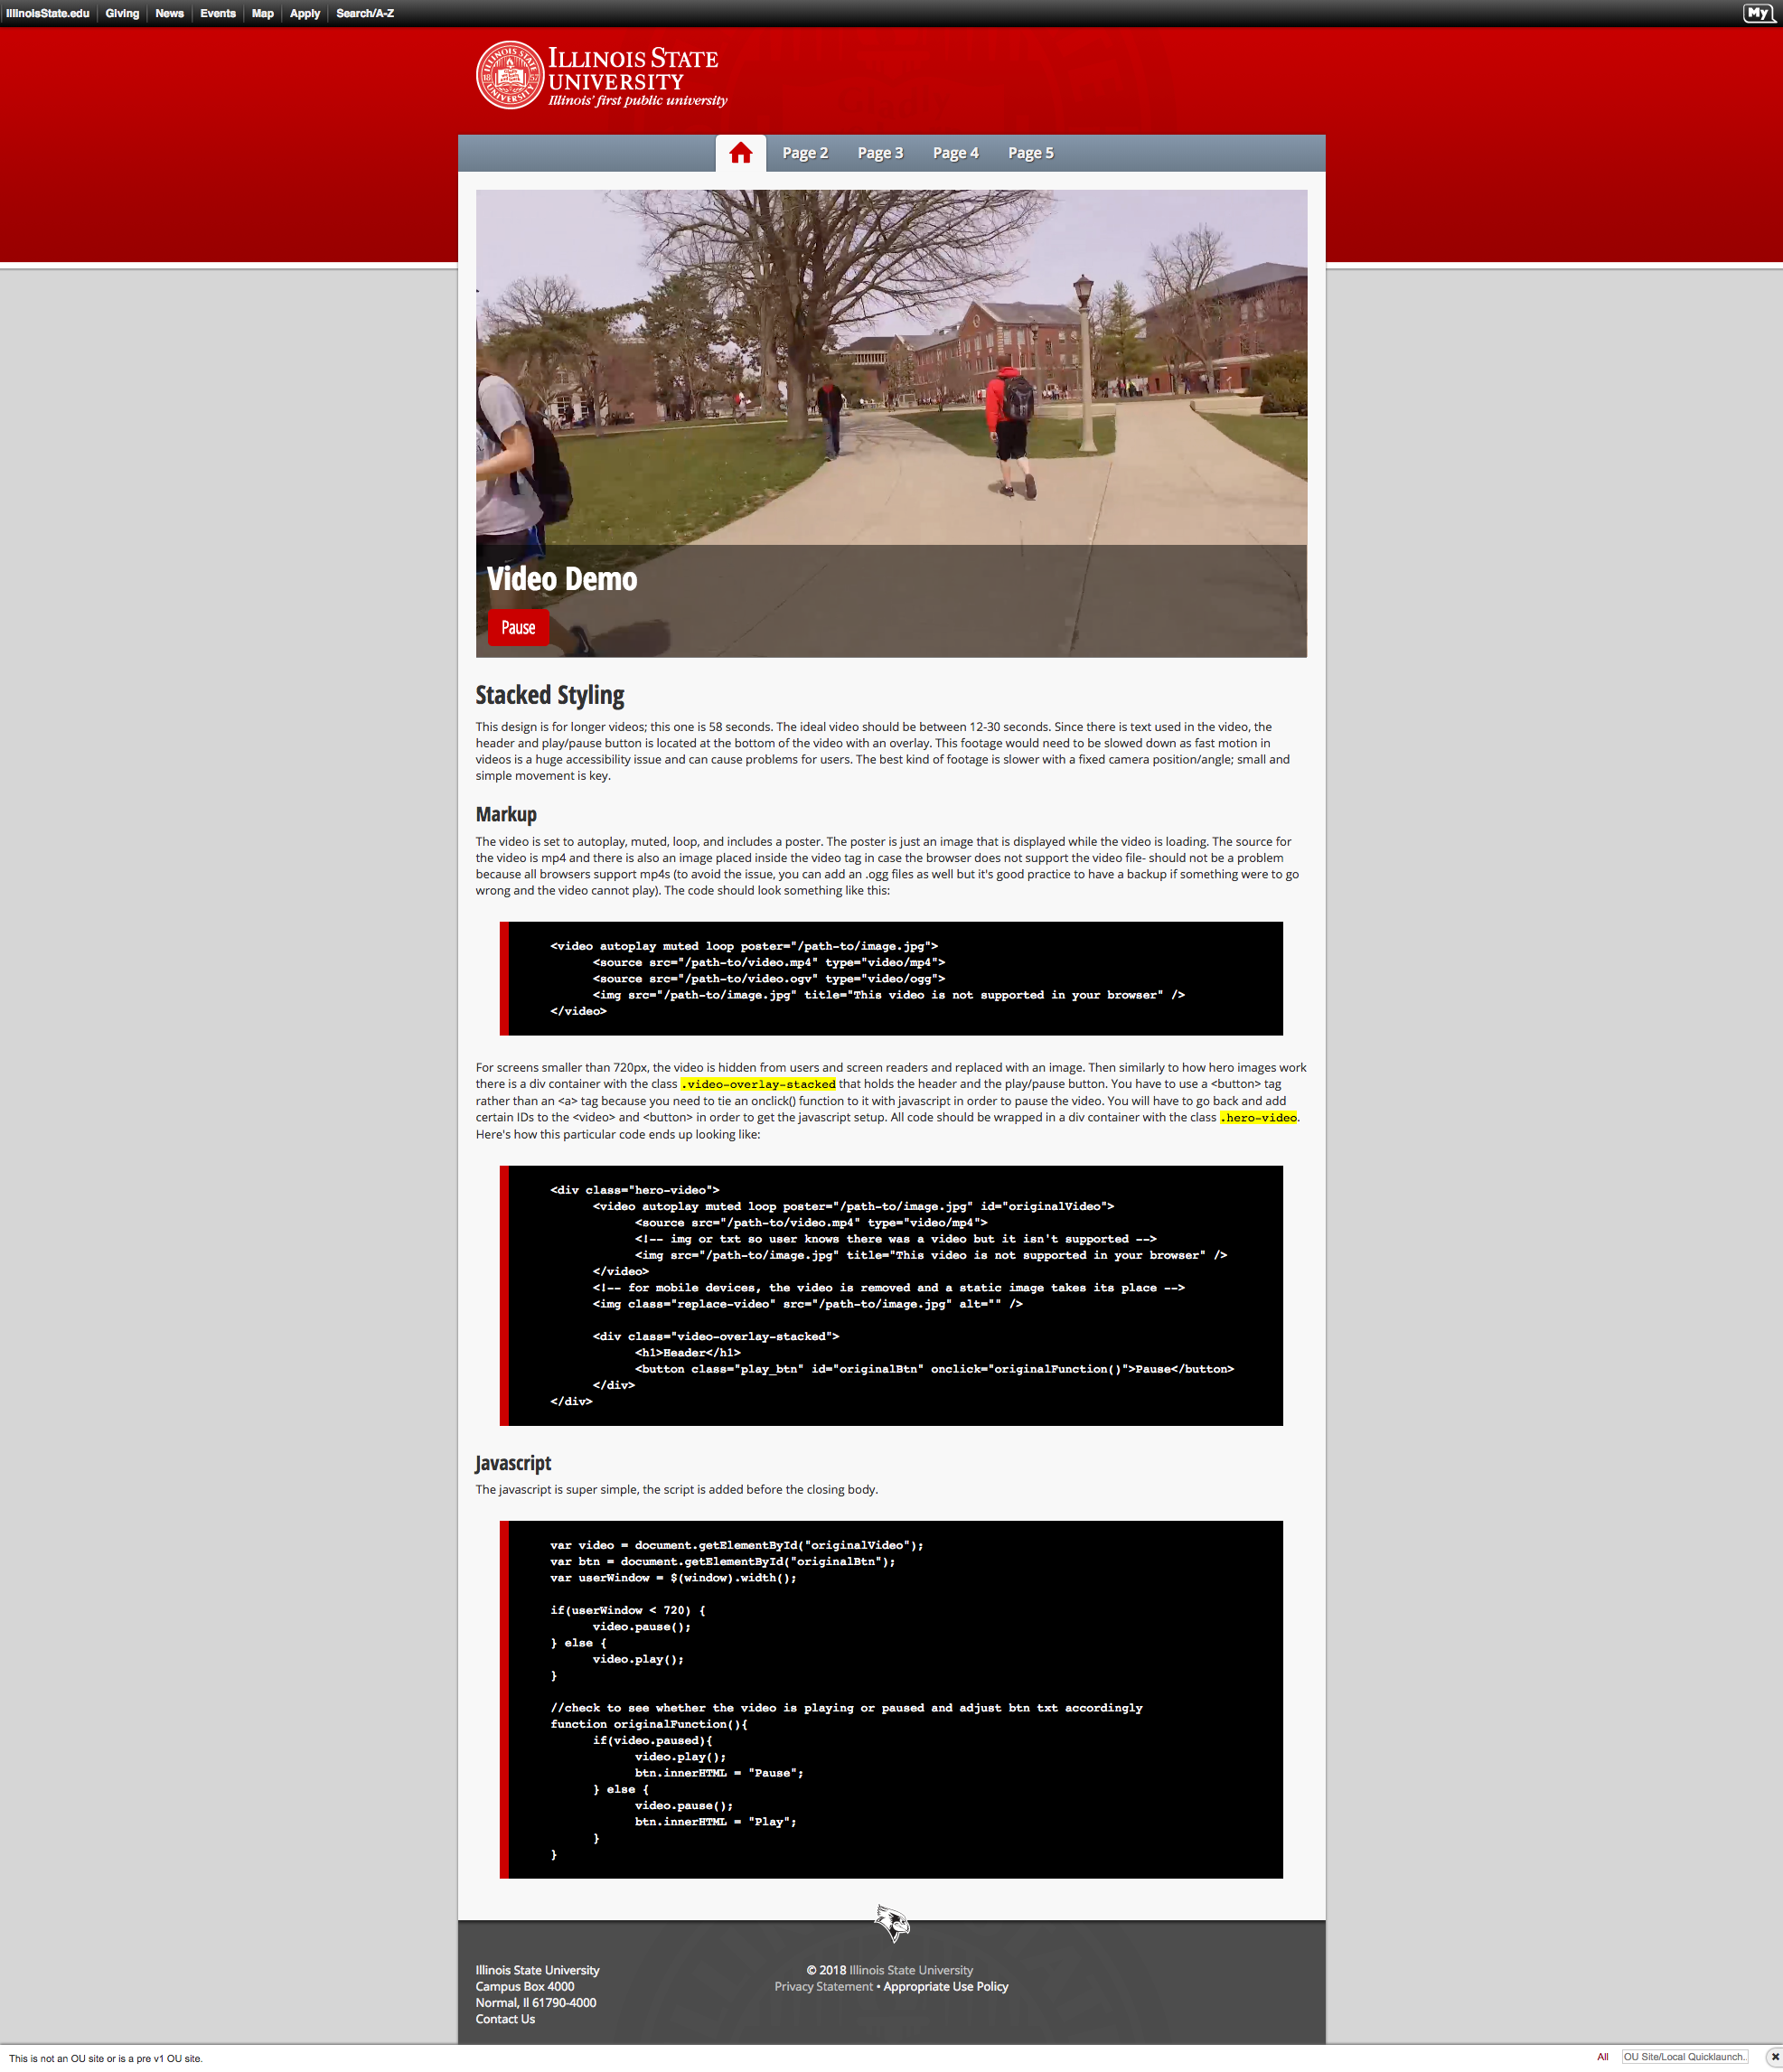 IllinoisState.edu Giving News Events Map Apply Search/A-Z My
ILLINOIS STATE
UNIVERSITY
Illinois' first public university
Page 2 Page 3 Page 4 Page 5
Video Demo
Pause
Stacked Styling
This design is for longer videos; this one is 58 seconds. The ideal video should be between 12-30 seconds. Since there is text used in the video, the
header and play/pause button is located at the bottom of the video with an overlay. This footage would need to be slowed down as fast motion in
videos is a huge accessibility issue and can cause problems for users. The best kind of footage is slower with a fixed camera position/angle; small and
simple movement is key.
Markup
The video is set to autoplay, muted, loop, and includes a poster. The poster is just an image that is displayed while the video is loading. The source for
the video is mp4 and there is also an image placed inside the video tag in case the browser does not support the video file- should not be a problem
because all browsers support mp4s (to avoid the issue, you can add an .ogg files as well but it's good practice to have a backup if something were to go
wrong and the video cannot play). The code should look something like this:
<video autoplay muted loop poster="/path-to/image.jpg">
<source src="/path-to/video.mp4" type="video/mp4">
<source src="/path-to/video.ogv" type="video/ogg">
<img src="/path-to/image.jpg" title="This video is not supported in your browser" />
</video>
For screens smaller than 720px, the video is hidden from users and screen readers and replaced with an image. Then similarly to how hero images work
there is a div container with the class .video-overlay-stacked that holds the header and the play/pause button. You have to use a <button> tag
rather than an <a> tag because you need to tie an onclick() function to it with javascript in order to pause the video. You will have to go back and add
certain IDs to the <video> and <button> in order to get the javascript setup. All code should be wrapped in a div container with the class .hero-video.
Here's how this particular code ends up looking like:
<div class="hero-video">
<video autoplay muted loop poster="/path-to/image.jpg" id="originalVideo">
<source src="/path-to/video.mp4" type="video/mp4">
<!-- img or txt so user knows there was a video but it isn't supported -->
<img src="/path-to/image.jpg" title="This video is not supported in your browser" />
</video>
<!-- for mobile devices, the video is removed and a static image takes its place -->
<img class="replace-video" src="/path-to/image.jpg" alt="" />
<div class="video-overlay-stacked">
<h1>Header</h1>
<button class="play_btn" id="originalBtn" onclick="originalFunction()">Pause</button>
</div>
</div>
Javascript
The javascript is super simple, the script is added before the closing body.
var video = document.getElementById("originalVideo");
var btn = document.getElementById("originalBtn");
var userWindow = $(window).width();
if(userWindow < 720) {
video.pause();
} else {
video.play();
}
//check to see whether the video is playing or paused and adjust btn txt accordingly
function originalFunction(){
if(video.paused){
video.play();
btn.innerHTML = "Pause";
} else {
video.pause();
btn.innerHTML = "Play";
}
}
Illinois State University
Campus Box 4000
Normal, Il 61790-4000
Contact Us
© 2018 Illinois State University
Privacy Statement • Appropriate Use Policy
This is not an OU site or is a pre v1 OU site.
All OU Site/Local Quicklaunch..